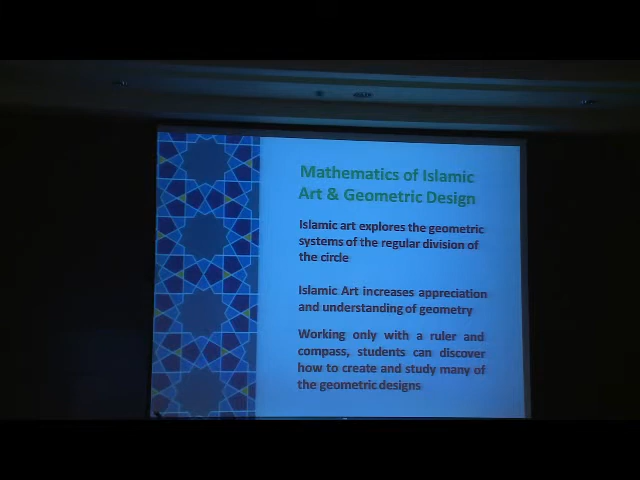 Mathematics of Islamic
Art & Geometric Design
Islamic art explores the geometric
systems of the regular division of
the circle
Islamic Art increases appreciation
and understanding of geometry
Working only with a ruler and
compass, students can discover
how to create and study many of
the geometric designs